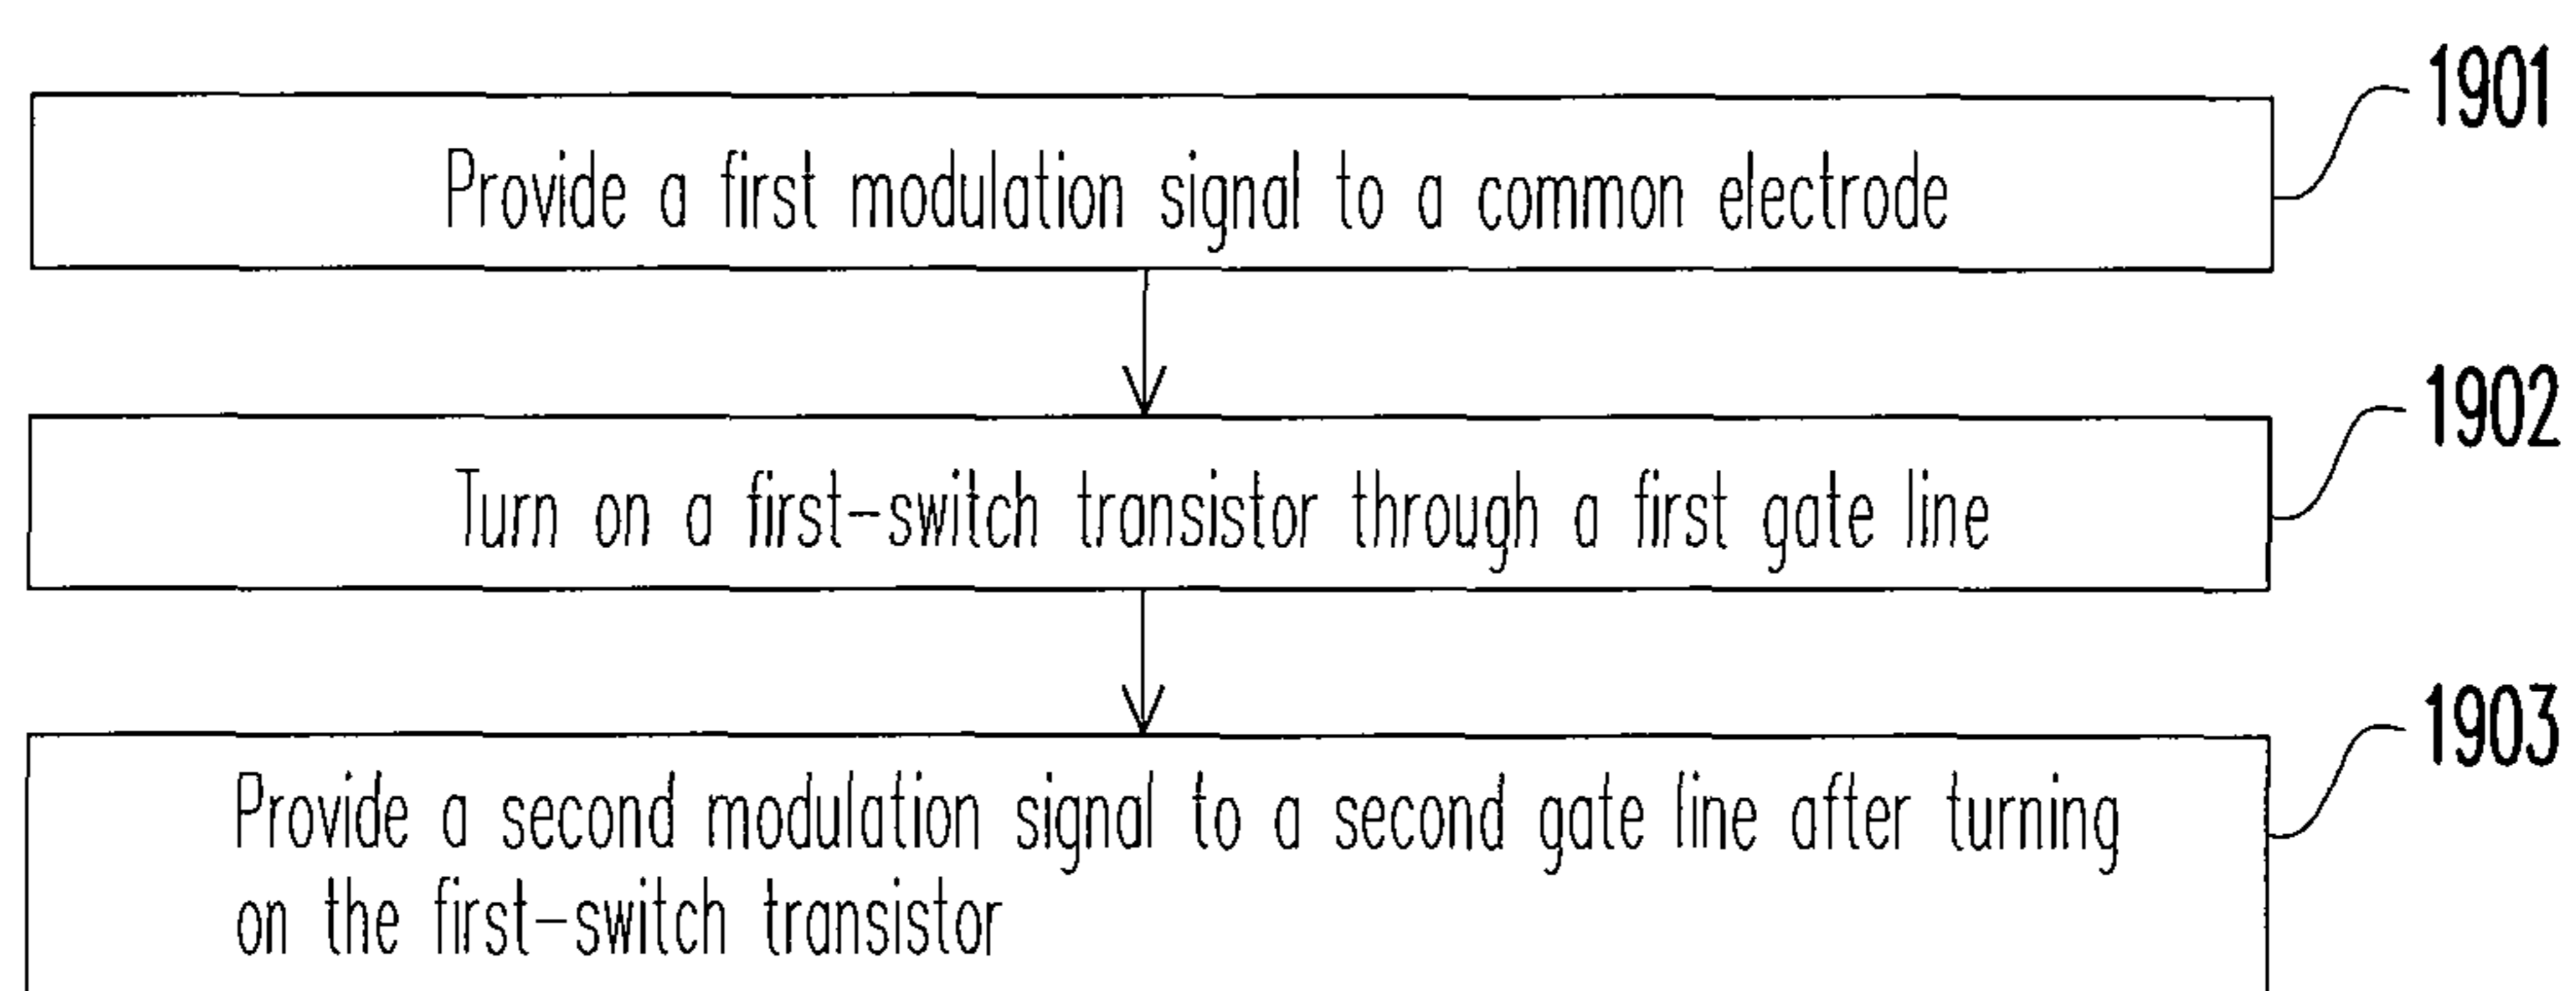 1901
Provide a first modulation signal to a common electrode
1902
Turn on a first-switch transistor through a first gate line
1903
Provide a second modulation signal to a second gate line after turning
on the first-switch transistor